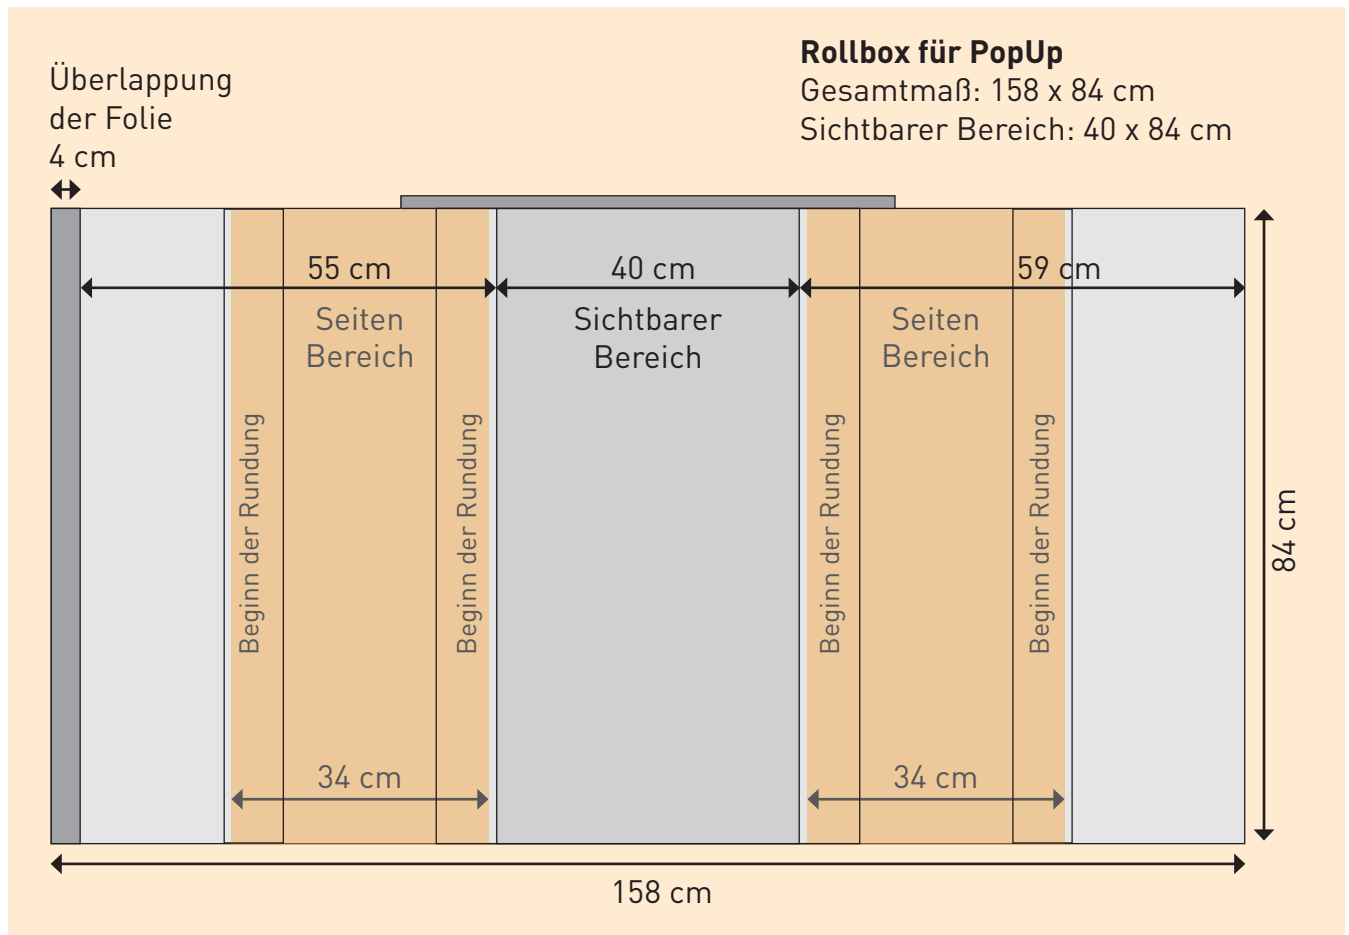 Rollbox für PopUp
Gesamtmaß: 158 x 84 cm
Sichtbarer Bereich: 40 x 84 cm
Überlappung
der Folie
4 cm
55 cm
40 cm
59 cm
Seiten
Bereich
Sichtbarer
Bereich
Seiten
Bereich
Beginn der Rundung
Beginn der Rundung
Beginn der Rundung
Beginn der Rundung
84 cm
34 cm
34 cm
158 cm